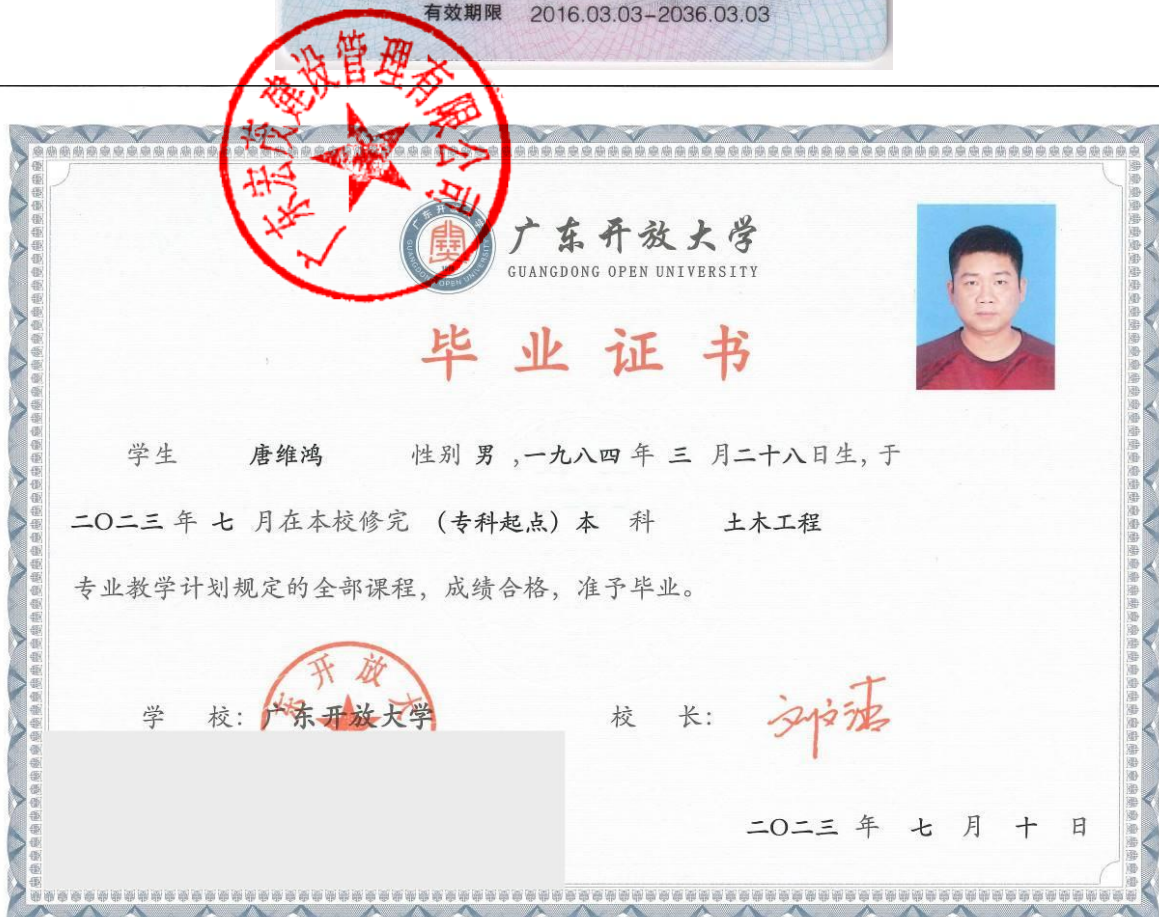 有效期限 2016.03.03-2036.03.03
广东宏茂建设管理有限公司
广东开放大学
GUANGDONG OPEN UNIVERSITY
毕业证书
学生 唐维鸿 性别 男 ,一九八四 年 三 月二十八日生, 于
二〇二三 年 七 月在本校修完 (专科起点) 本 科 土木工程
专业教学计划规定的全部课程, 成绩合格, 准予毕业。
学 校: 广东开放大学 校 长:
二〇二三 年 七 月 十 日